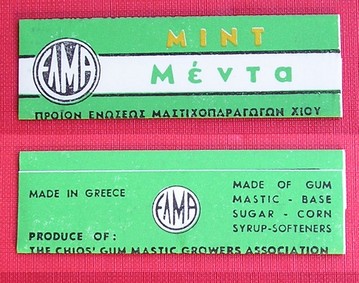 MINT
ΕΛΜΑ
Μέντα
ΠΡΟΪΟΝ ΕΝΩΣΕΩΣ ΜΑΣΤΙΧΟΠΑΡΑΓΩΓΩΝ ΧΙΟΥ
MADE IN GREECE
ΕΛΜΑ
MADE OF GUM
MASTIC - BASE
SUGAR - CORN
SYRUP-SOFTENERS
PRODUCE OF:
THE CHIOS' GUM MASTIC GROWERS ASSOCIATION